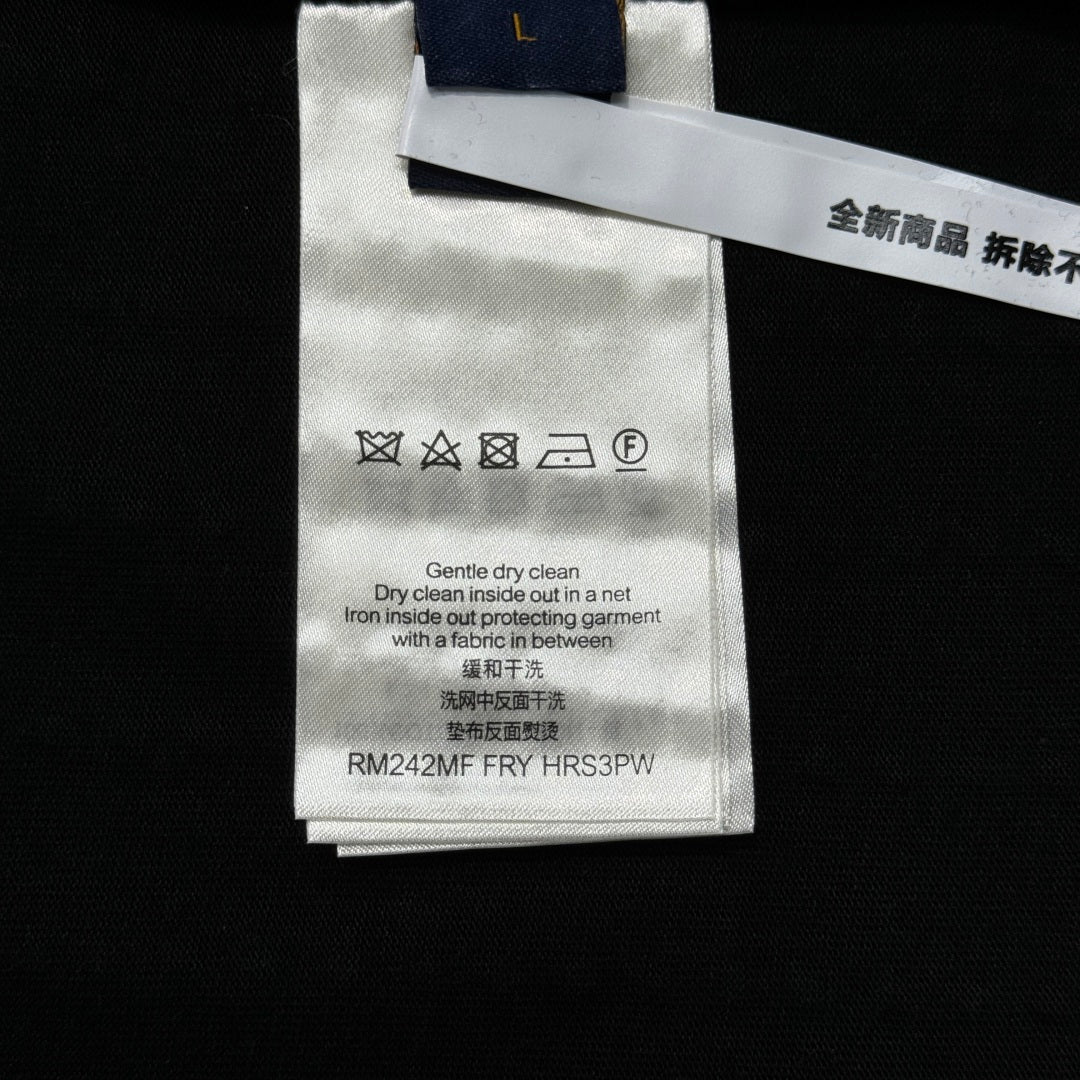 L
全新商品 拆除不
F
Gentle dry clean
Dry clean inside out in a net
Iron inside out protecting garment
with a fabric in between
缓和干洗
洗网中反面干洗
垫布反面熨烫
RM242MF FRY HRS3PW